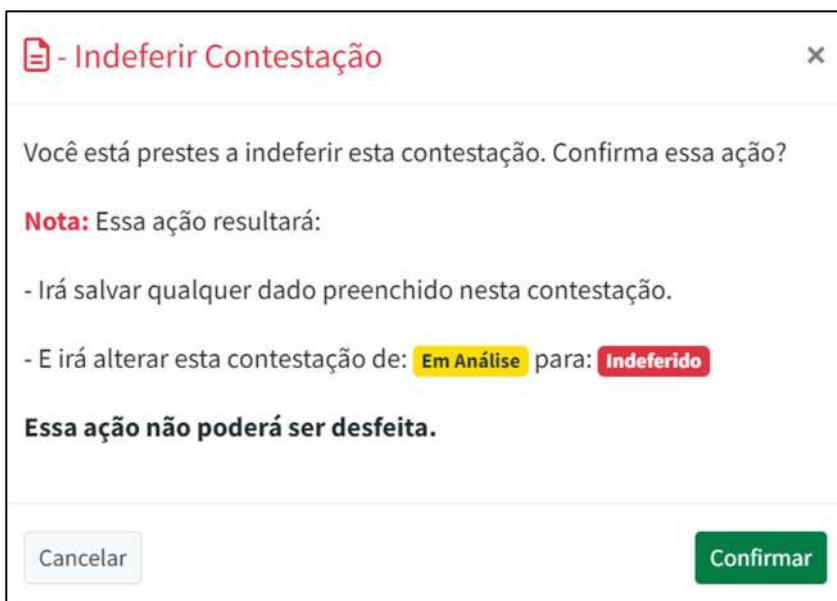 - Indeferir Contestação ×
Você está prestes a indeferir esta contestação. Confirma essa ação?
Nota: Essa ação resultará:
- Irá salvar qualquer dado preenchido nesta contestação.
- E irá alterar esta contestação de: Em Análise para: Indeferido
Essa ação não poderá ser desfeita.
Cancelar Confirmar